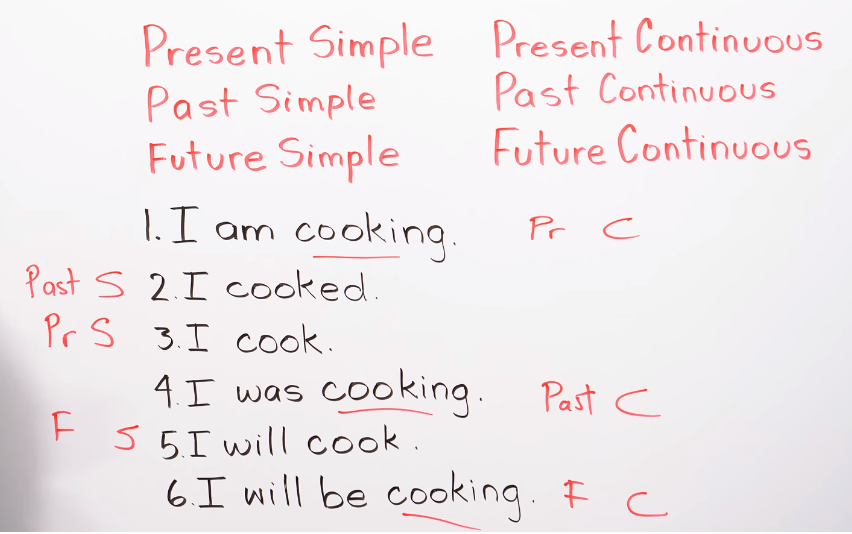 Present Simple Present Continuous
Past Simple Past Continuous
Future Simple Future Continuous
1. I am cooking. Pr C
Past S 2. I cooked.
Pr S 3. I cook.
4. I was cooking. Past C
F S 5. I will cook.
6. I will be cooking. F C